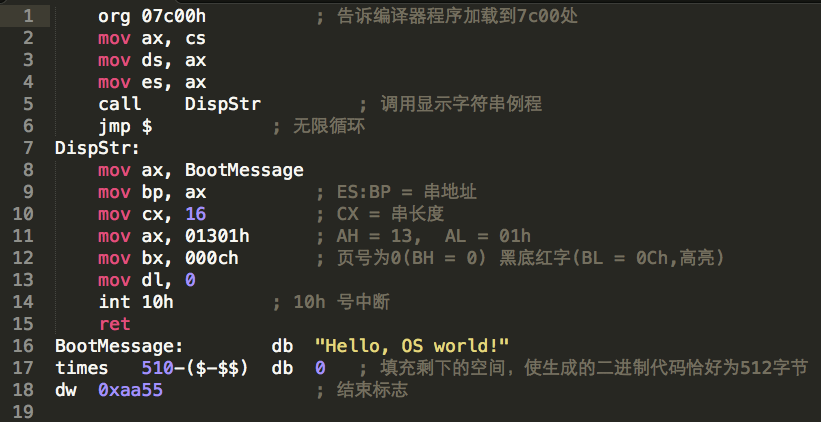 1 org 07c00h ; 告诉编译器程序加载到7c00处
2 mov ax, cs
3 mov ds, ax
4 mov es, ax
5 call DispStr ; 调用显示字符串例程
6 jmp $ ; 无限循环
7 DispStr:
8 mov ax, BootMessage
9 mov bp, ax ; ES:BP = 串地址
10 mov cx, 16 ; CX = 串长度
11 mov ax, 01301h ; AH = 13, AL = 01h
12 mov bx, 000ch ; 页号为0(BH = 0) 黑底红字(BL = 0Ch,高亮)
13 mov dl, 0
14 int 10h ; 10h 号中断
15 ret
16 BootMessage: db "Hello, OS world!"
17 times 510-($-$$) db 0 ; 填充剩下的空间，使生成的二进制代码恰好为512字节
18 dw 0xaa55 ; 结束标志
19